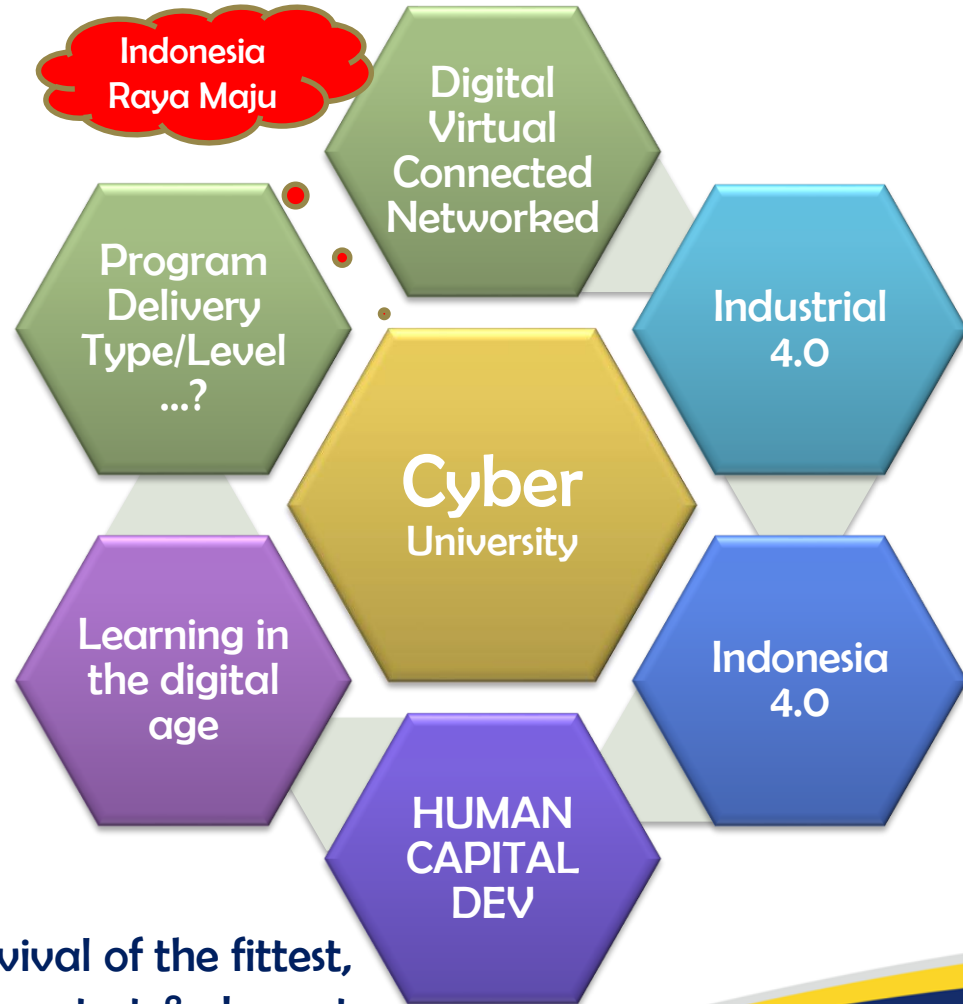 Indonesia
Raya Maju
Digital
Virtual
Connected
Networked
Program
Delivery
Type/Level
...?
Industrial
4.0
Cyber
University
Learning in
the digital
age
Indonesia
4.0
HUMAN
CAPITAL
DEV
of the fittest,